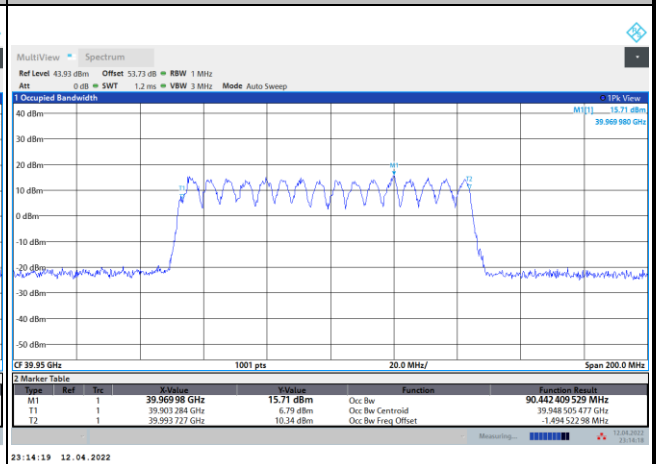 MultiView Spectrum
Ref Level 43.93 dBm Offset 53.73 dB RBW 1 MHz
Att 0 dB SWT 1.2 ms VBW 3 MHz Mode Auto Sweep
1 Occupied Bandwidth 1Pk View
M1[1] 15.71 dBm
39.969 980 GHz
40 dBm
30 dBm
20 dBm
M1
T1
T2
10 dBm
0 dBm
-10 dBm
-20 dBm
-30 dBm
-40 dBm
-50 dBm
CF 39.95 GHz 1001 pts 20.0 MHz/ Span 200.0 MHz
2 Marker Table
Type Ref Trc X-Value Y-Value Function Function Result
M1 1 39.969 98 GHz 15.71 dBm Occ Bw 90.442 409 529 MHz
T1 1 39.903 284 GHz 6.79 dBm Occ Bw Centroid 39.948 505 477 GHz
T2 1 39.993 727 GHz 10.34 dBm Occ Bw Freq Offset -1.494 522 98 MHz
Measuring... 12.04.2022
23:14:18
23:14:19 12.04.2022